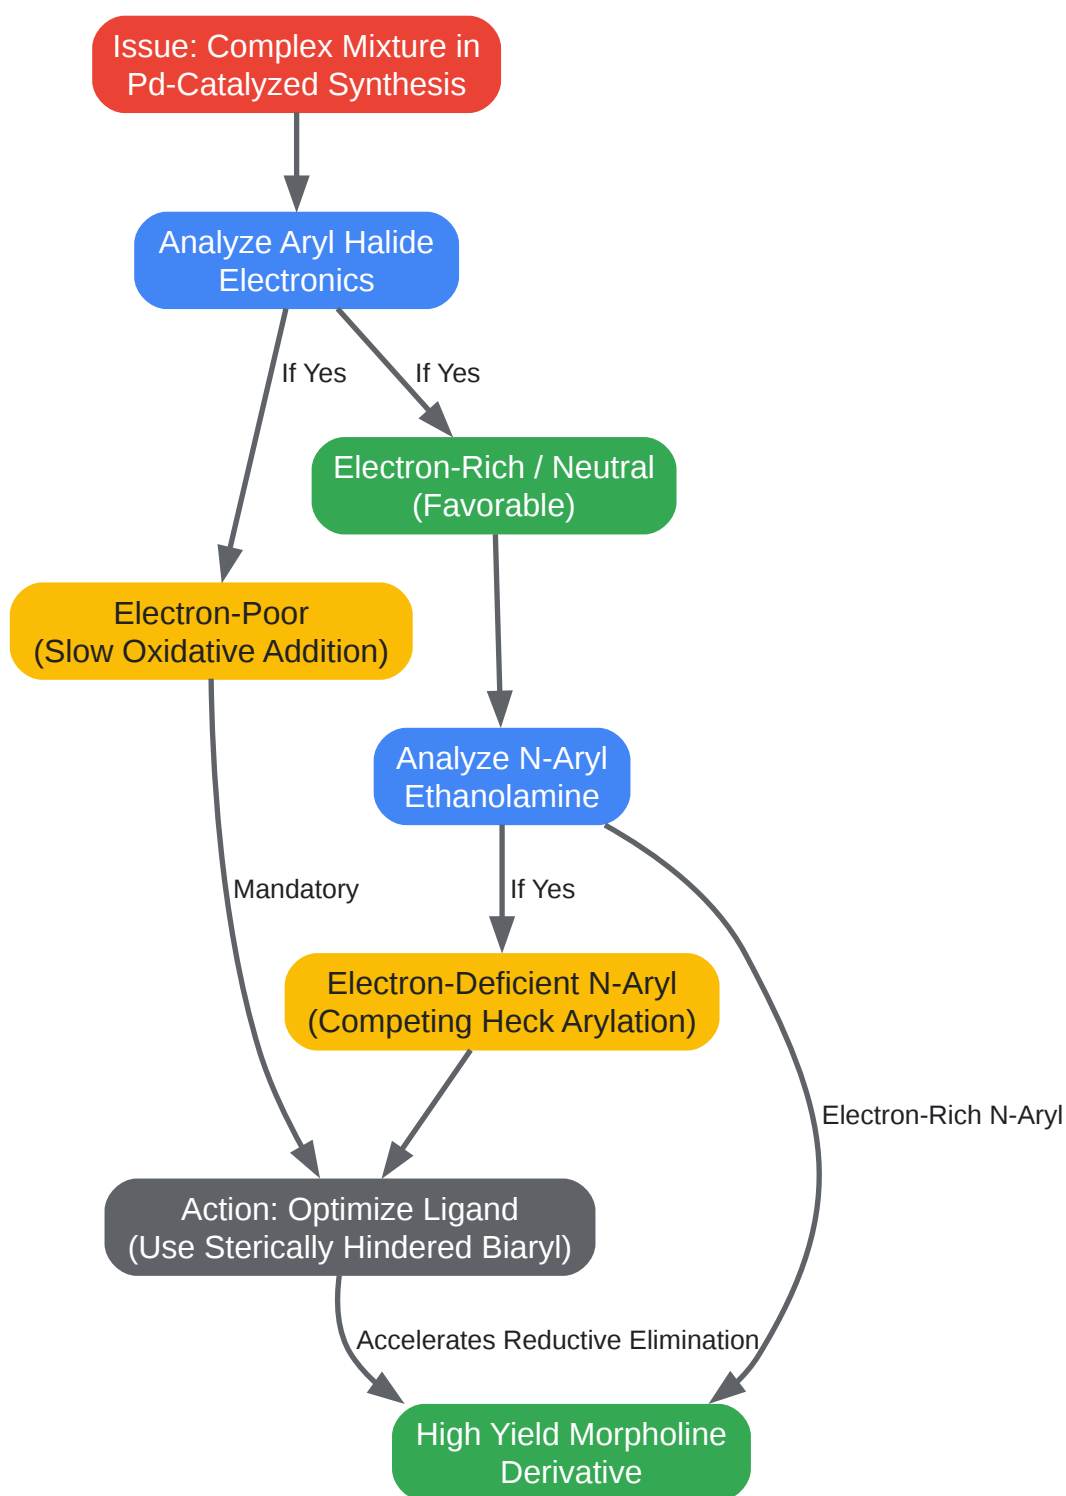 Issue: Complex Mixture in
Pd-Catalyzed Synthesis
Analyze Aryl Halide
Electronics
If Yes
If Yes
Electron-Rich / Neutral
(Favorable)
Electron-Poor
(Slow Oxidative Addition)
Analyze N-Aryl
Ethanolamine
Mandatory
If Yes
Electron-Deficient N-Aryl
(Competing Heck Arylation)
Electron-Rich N-Aryl
Action: Optimize Ligand
(Use Sterically Hindered Biaryl)
Accelerates Reductive Elimination
High Yield Morpholine
Derivative